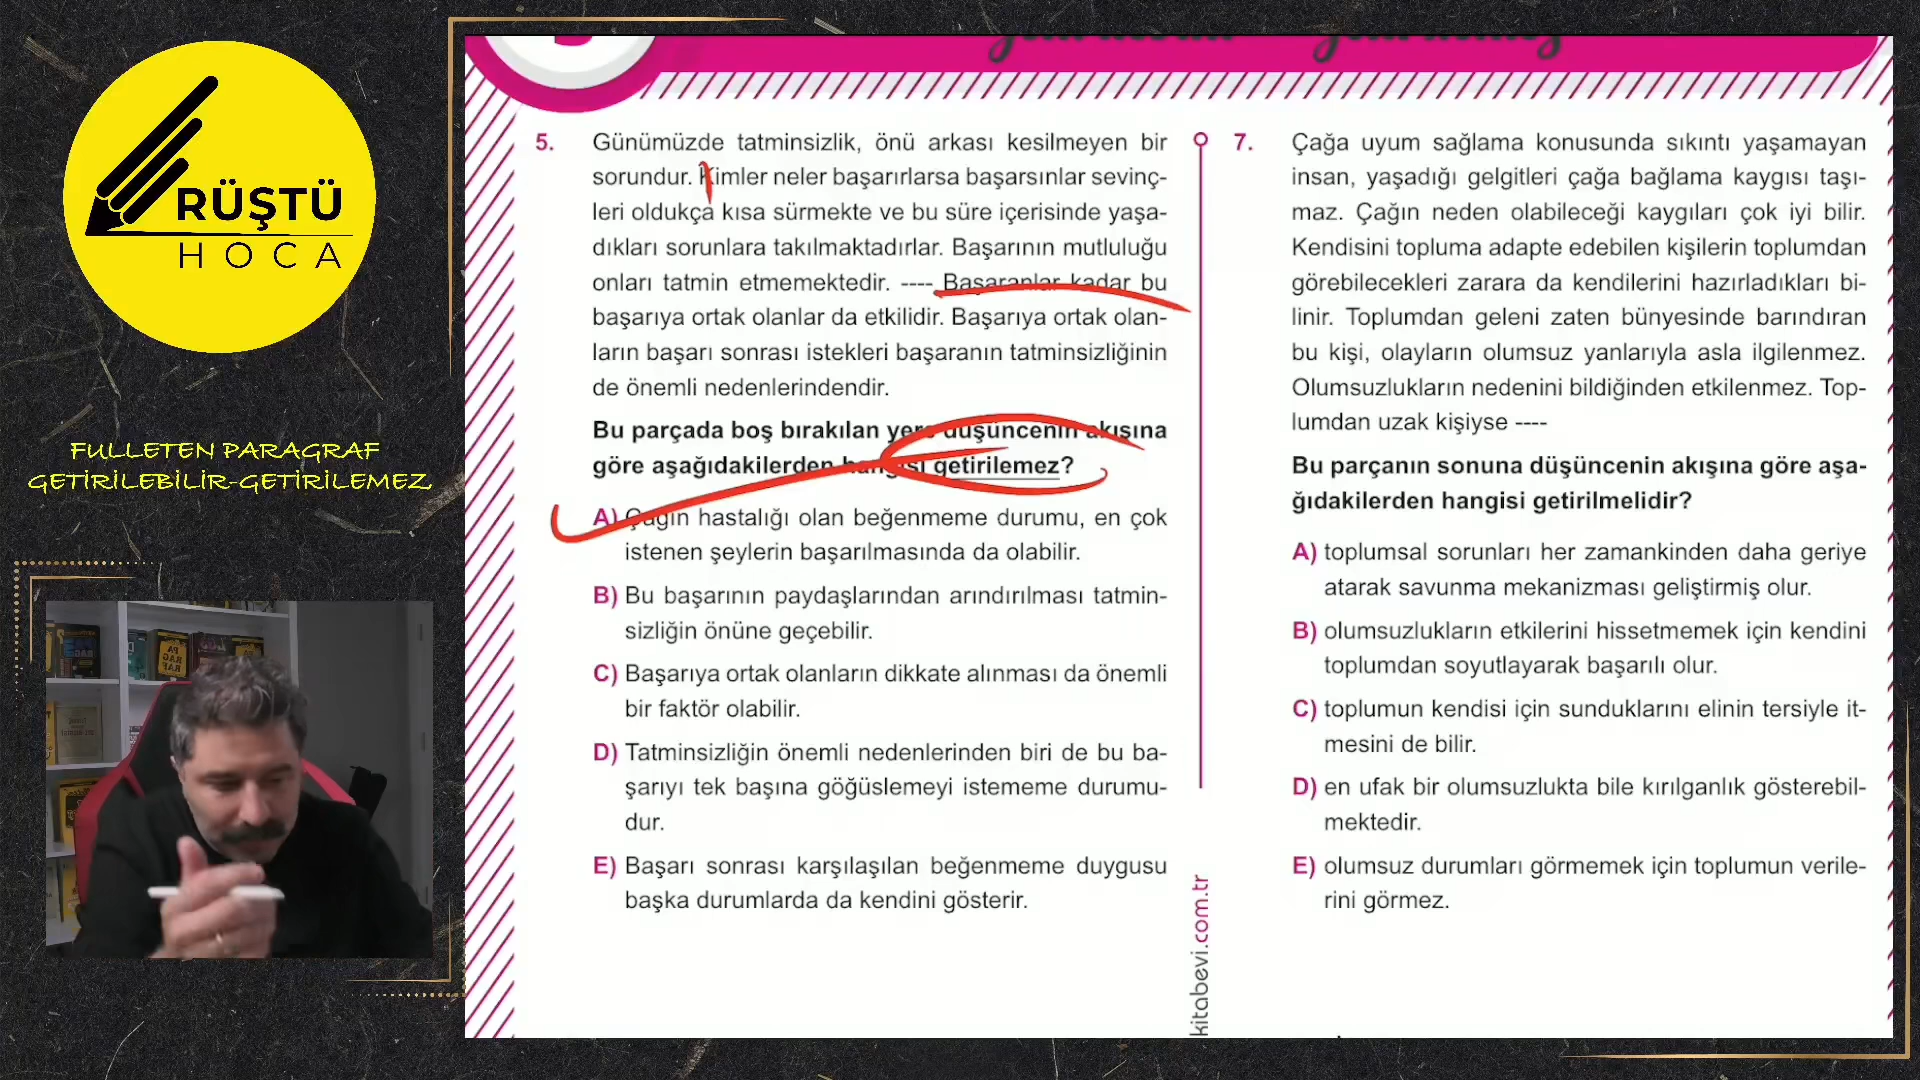 RÜŞTÜ
HOCA
FULLETEN PARAGRAF
GETİRİLEBİLİR-GETİRİLEMEZ.
5. Günümüzde tatminsizlik, önü arkası kesilmeyen bir
sorundur. Kimler neler başarırlarsa başarsınlar sevinç-
leri oldukça kısa sürmekte ve bu süre içerisinde yaşa-
dıkları sorunlara takılmaktadırlar. Başarının mutluluğu
onları tatmin etmemektedir. ---- Başaranlar kadar bu
başarıya ortak olanlar da etkilidir. Başarıya ortak olan-
ların başarı sonrası istekleri başaranın tatminsizliğinin
de önemli nedenlerindendir.
Bu parçada boş bırakılan yere düşüncenin akışına
göre aşağıdakilerden hangisi getirilemez?
A) Çağın hastalığı olan beğenmeme durumu, en çok
istenen şeylerin başarılmasında da olabilir.
B) Bu başarının paydaşlarından arındırılması tatmin-
sizliğin önüne geçebilir.
C) Başarıya ortak olanların dikkate alınması da önemli
bir faktör olabilir.
D) Tatminsizliğin önemli nedenlerinden biri de bu ba-
şarıyı tek başına göğüslemeyi istememe durumu-
dur.
E) Başarı sonrası karşılaşılan beğenmeme duygusu
başka durumlarda da kendini gösterir.
kitabevi.com.tr
7. Çağa uyum sağlama konusunda sıkıntı yaşamayan
insan, yaşadığı gelgitleri çağa bağlama kaygısı taşı-
maz. Çağın neden olabileceği kaygıları çok iyi bilir.
Kendisini topluma adapte edebilen kişilerin toplumdan
görebilecekleri zarara da kendilerini hazırladıkları bi-
linir. Toplumdan geleni zaten bünyesinde barındıran
bu kişi, olayların olumsuz yanlarıyla asla ilgilenmez.
Olumsuzlukların nedenini bildiğinden etkilenmez. Top-
lumdan uzak kişiyse ----
Bu parçanın sonuna düşüncenin akışına göre aşa-
ğıdakilerden hangisi getirilmelidir?
A) toplumsal sorunları her zamankinden daha geriye
atarak savunma mekanizması geliştirmiş olur.
B) olumsuzlukların etkilerini hissetmemek için kendini
toplumdan soyutlayarak başarılı olur.
C) toplumun kendisi için sunduklarını elinin tersiyle it-
mesini de bilir.
D) en ufak bir olumsuzlukta bile kırılganlık gösterebil-
mektedir.
E) olumsuz durumları görmemek için toplumun verile-
rini görmez.